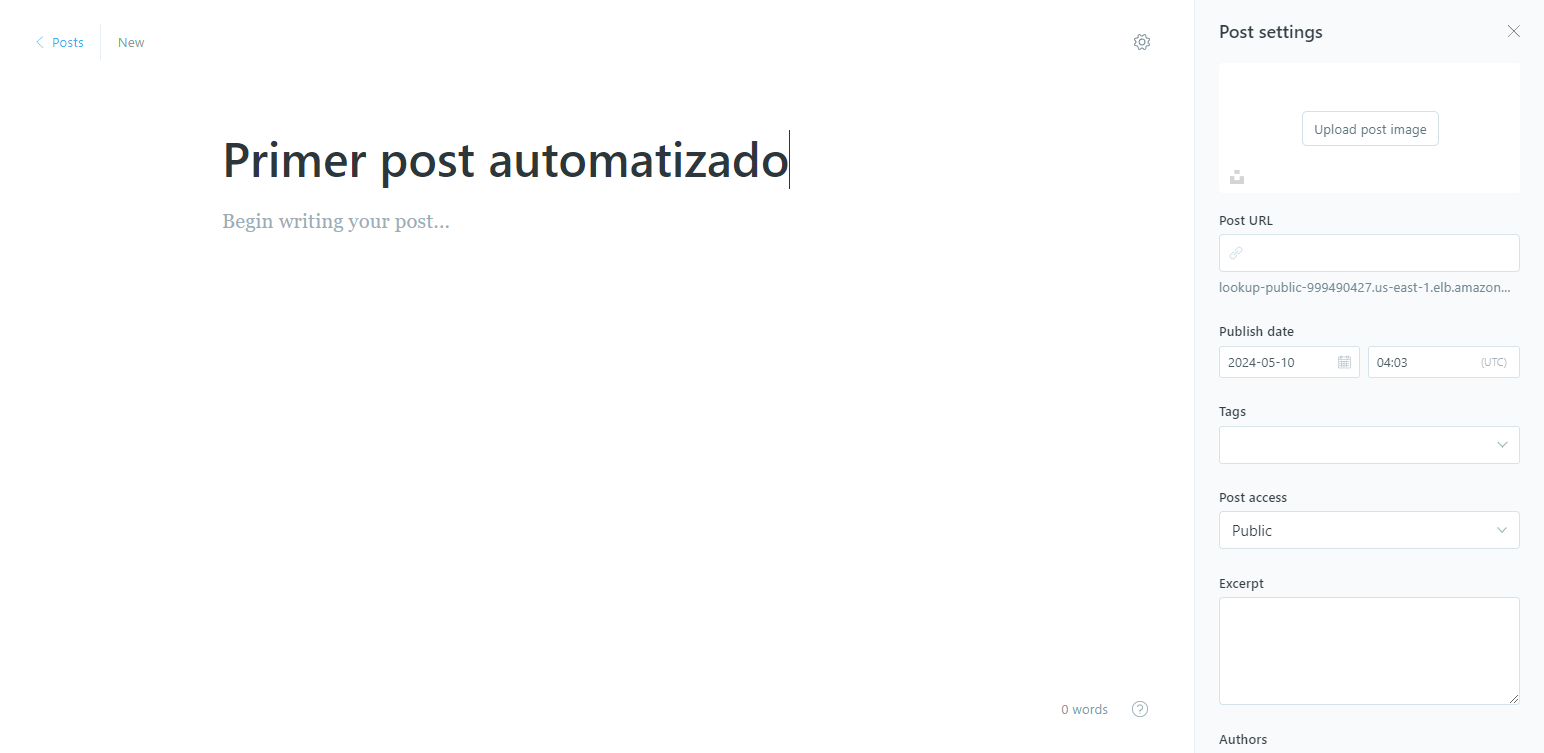 Posts
New
Primer post automatizado
Begin writing your post...
0 words
?
Post settings
Upload post image
Post URL
lookup-public-999490427.us-east-1.elb.amazon...
Publish date
2024-05-10
04:03
(UTC)
Tags
Post access
Public
Excerpt
Authors